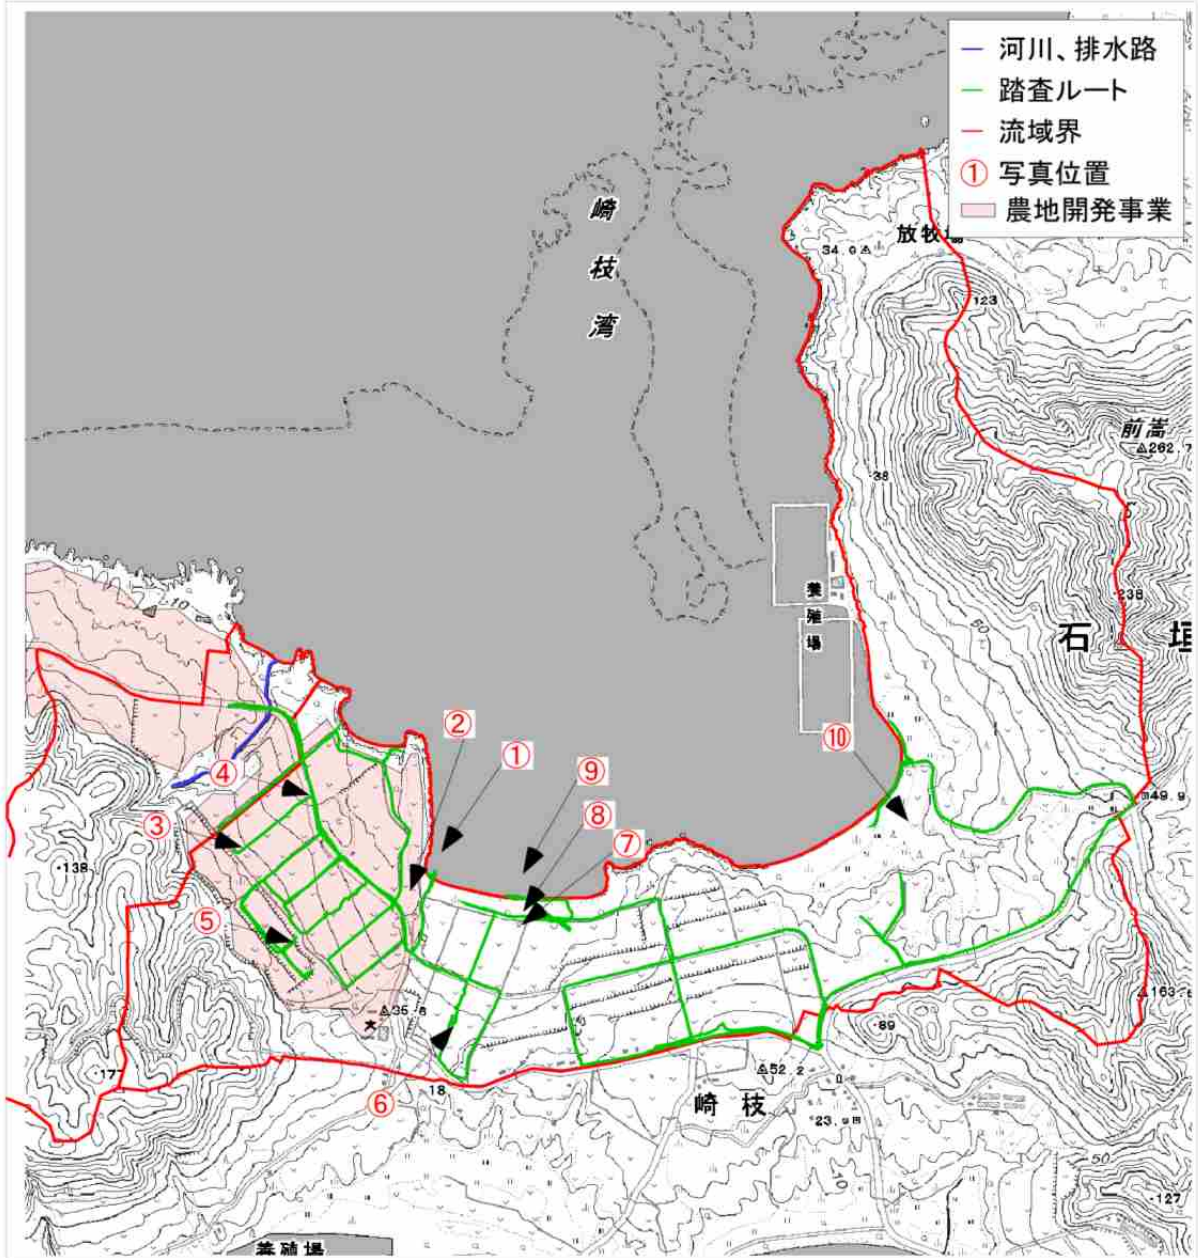 河川、排水路
踏査ルート
流域界
① 写真位置
農地開発事業
崎枝湾
放牧場
34.0
123
前嵩
262.7
38
238
50
養殖場
石垣
10
②
①
⑨
⑩
⑧
⑦
④
③
⑤
⑥
49.9
138
35.6
177
18
163.6
89
52.2
崎枝
23.9
50
10
127
養殖場